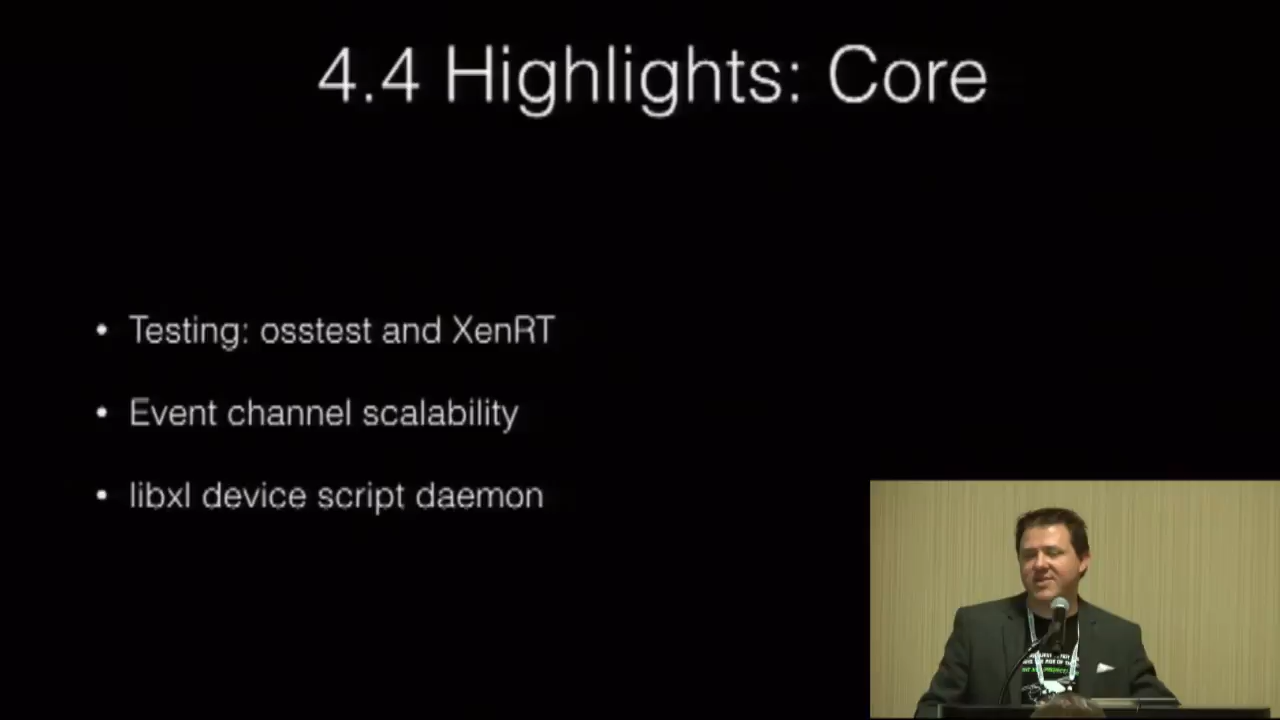 4.4 Highlights: Core
• Testing: osstest and XenRT
• Event channel scalability
• libxl device script daemon